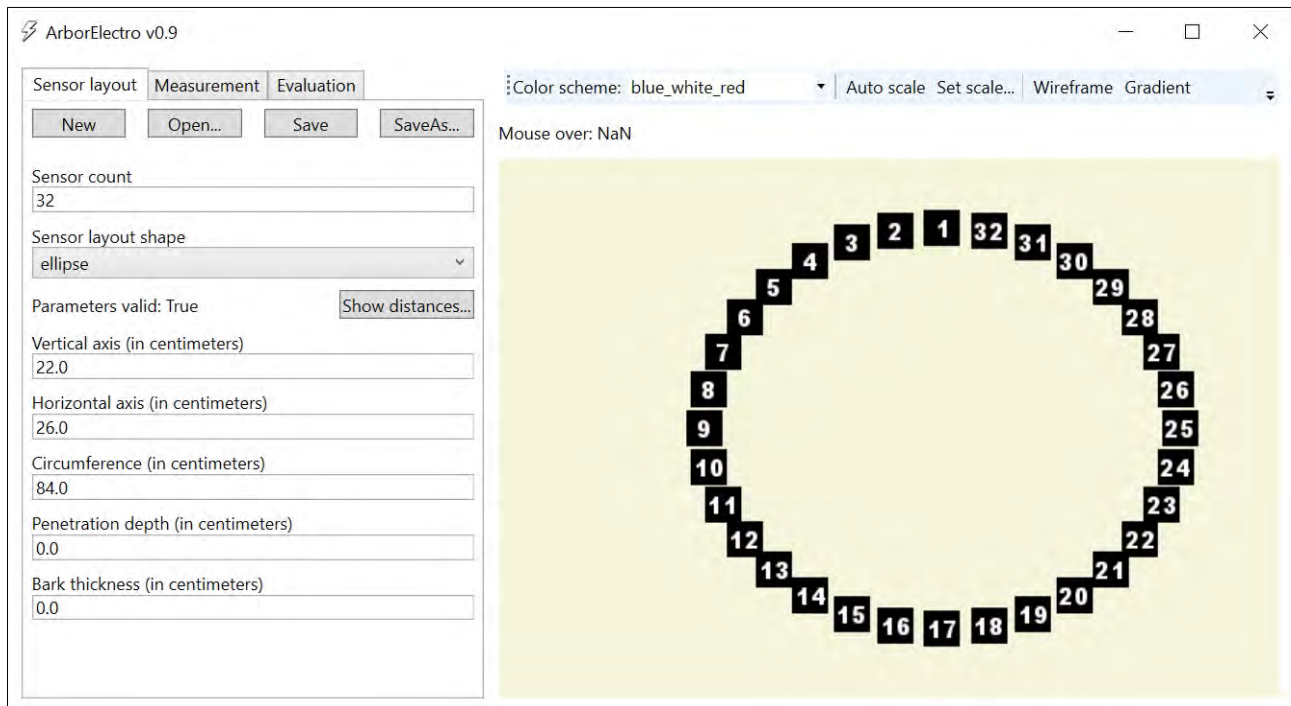 ArborElectro v0.9
Sensor layout Measurement Evaluation
New Open... Save SaveAs...
Sensor count
32
Sensor layout shape
ellipse
Parameters valid: True Show distances...
Vertical axis (in centimeters)
22.0
Horizontal axis (in centimeters)
26.0
Circumference (in centimeters)
84.0
Penetration depth (in centimeters)
0.0
Bark thickness (in centimeters)
0.0
Color scheme: blue_white_red Auto scale Set scale... Wireframe Gradient
Mouse over: NaN
1
2
3
4
5
6
7
8
9
10
11
12
13
14
15
16
17
18
19
20
21
22
23
24
25
26
27
28
29
30
31
32